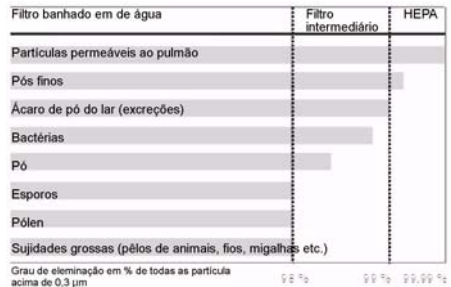 Filtro banhado em de água
Filtro intermediário
HEPA
Partículas permeáveis ao pulmão
Pós finos
Ácaro de pó do lar (excreções)
Bactérias
Pó
Esporos
Pólen
Sujidades grossas (pêlos de animais, fios, migalhas etc.)
Grau de eleminação em % de todas as partícula
acima de 0,3 µm
98 % 99 % 99,99 %